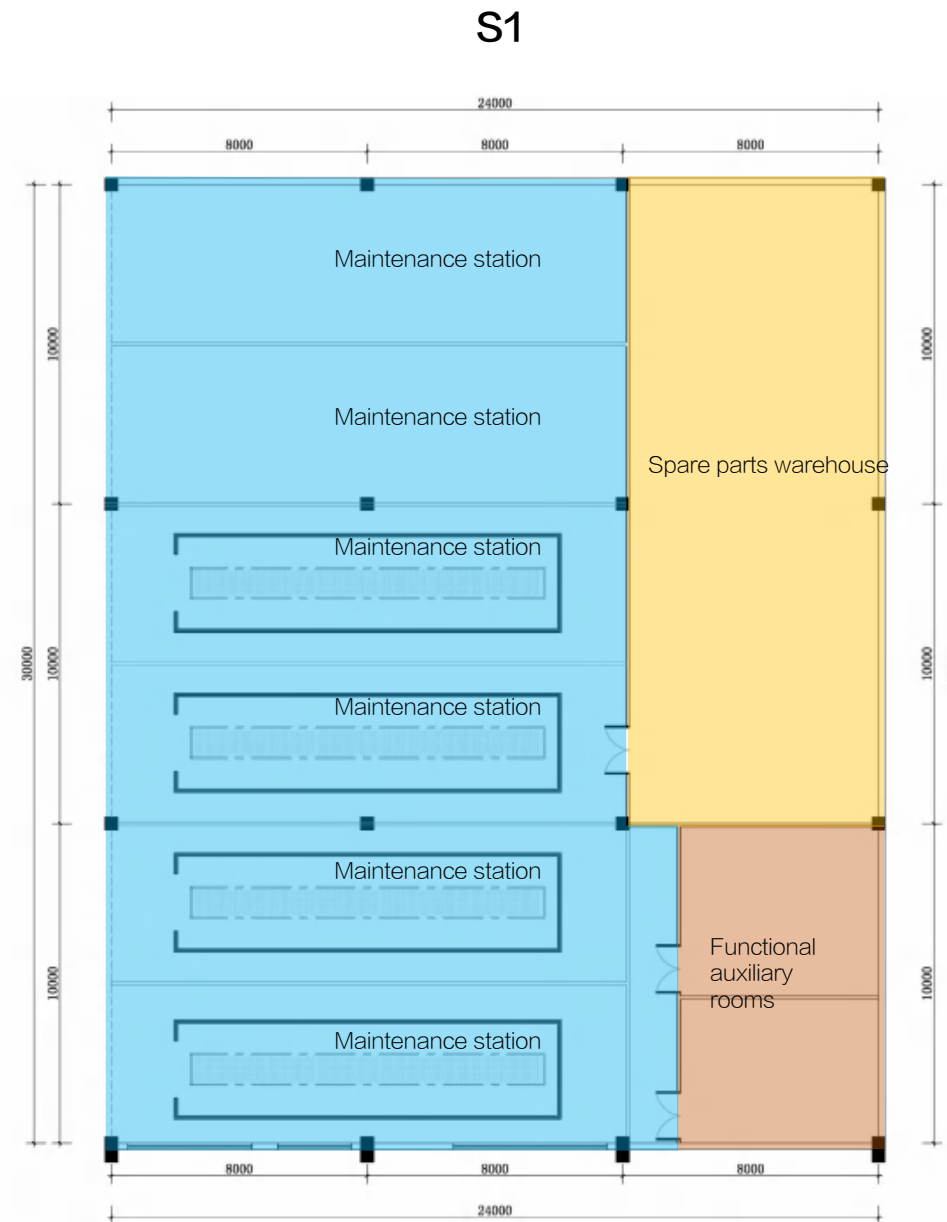 S1
24000
8000
8000
8000
Maintenance station
10000
10000
Maintenance station
Spare parts warehouse
Maintenance station
30000
10000
10000
Maintenance station
Maintenance station
Functional
auxiliary
rooms
10000
10000
Maintenance station
8000
8000
8000
24000